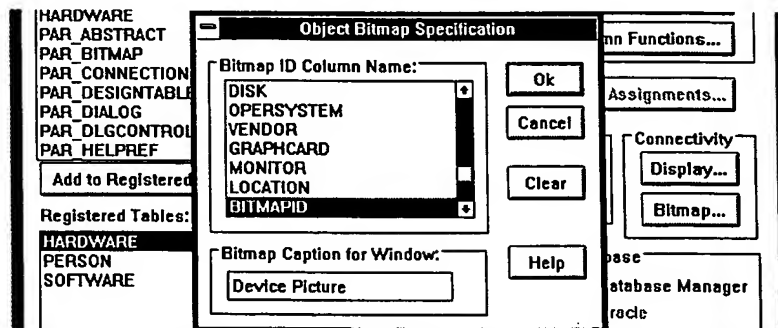 HARDWARE
PAR_ABSTRACT
PAR_BITMAP
PAR_CONNECTION
PAR_DESIGNTABLE
PAR_DIALOG
PAR_DLGCONTROL
PAR_HELPREF
Add to Registered
Registered Tables:
HARDWARE
PERSON
SOFTWARE
Object Bitmap Specification
Bitmap ID Column Name:
DISK
OPERSYSTEM
VENDOR
GRAPHCARD
MONITOR
LOCATION
BITMAPID
Bitmap Caption for Window:
Device Picture
Ok
Cancel
Clear
Help
mn Functions...
Assignments...
Connectivity
Display...
Bitmap...
base
atabase Manager
racle